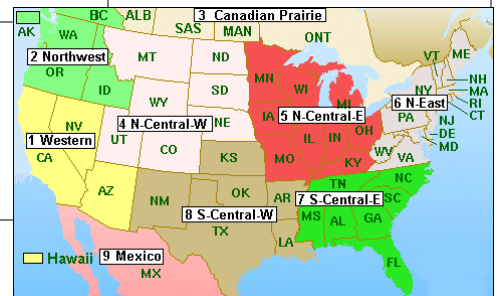 BC
ALB
3 Canadian Prairie
SAS
MAN
ONT
AK
WA
2 Northwest
OR
ID
MT
ND
SD
WY
NE
4 N-Central-W
UT
CO
MN
WI
MI
IA
5 N-Central-E
IL
IN
OH
MO
KY
ME
VT
NH
NY
MA
6 N-East
RI
PA
CT
NJ
DE
MD
WV
VA
NV
1 Western
CA
AZ
KS
NM
OK
AR
8 S-Central-W
TX
LA
TN
NC
7 S-Central-E
SC
MS
AL
GA
FL
Hawaii
9 Mexico
MX